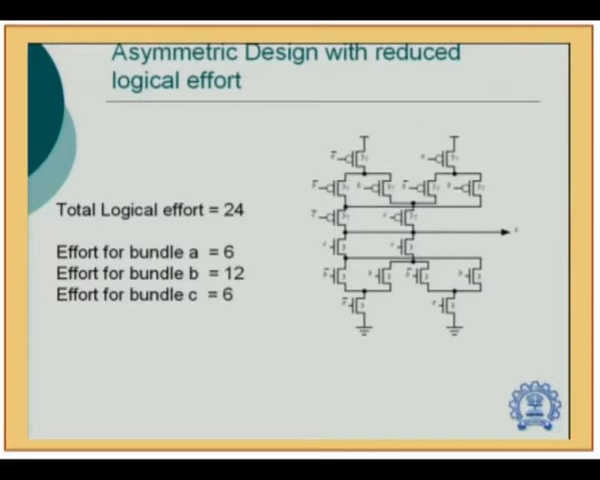 Asymmetric Design with reduced
logical effort
Total Logical effort = 24
Effort for bundle a = 6
Effort for bundle b = 12
Effort for bundle c = 6